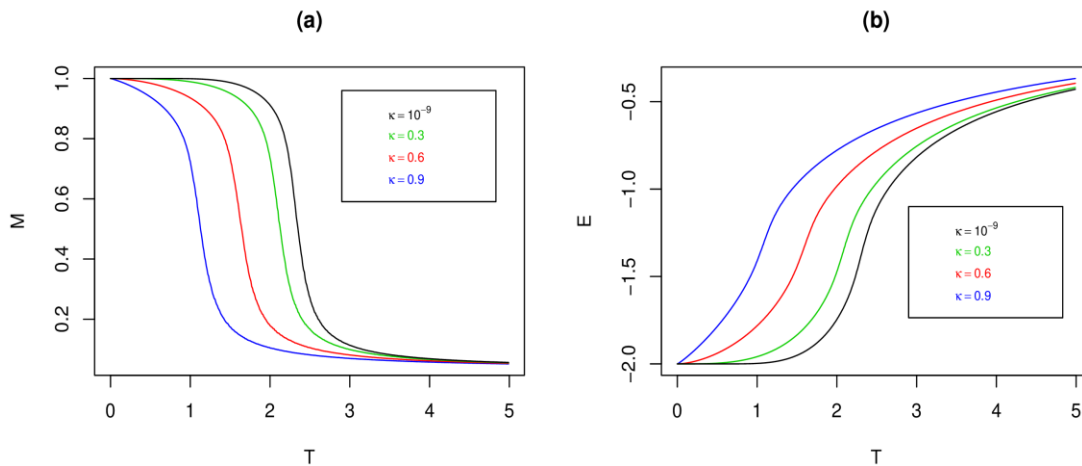 (a)
M
1.0
0.8
0.6
0.4
0.2
κ = 10⁻⁹
κ = 0.3
κ = 0.6
κ = 0.9
0 1 2 3 4 5
T
(b)
E
−0.5
−1.0
−1.5
−2.0
κ = 10⁻⁹
κ = 0.3
κ = 0.6
κ = 0.9
0 1 2 3 4 5
T